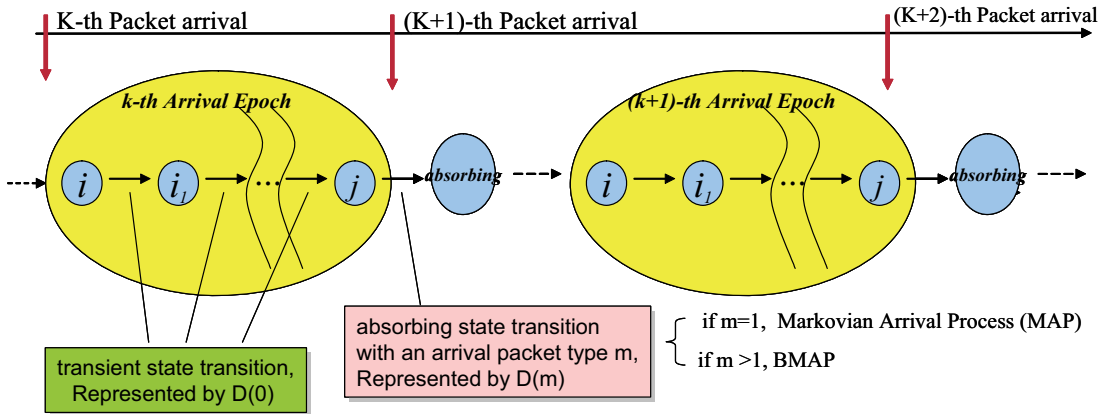 K-th Packet arrival
(K+1)-th Packet arrival
(K+2)-th Packet arrival
k-th Arrival Epoch
(k+1)-th Arrival Epoch
i
i1
...
j
absorbing
i
i1
...
j
absorbing
transient state transition,
Represented by D(0)
absorbing state transition
with an arrival packet type m,
Represented by D(m)
if m=1, Markovian Arrival Process (MAP)
if m >1, BMAP